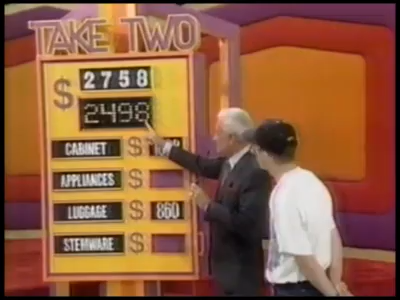 TAKE TWO
$ 2758
2498
CABINET $
APPLIANCES $
LUGGAGE $ 860
STEMWARE $